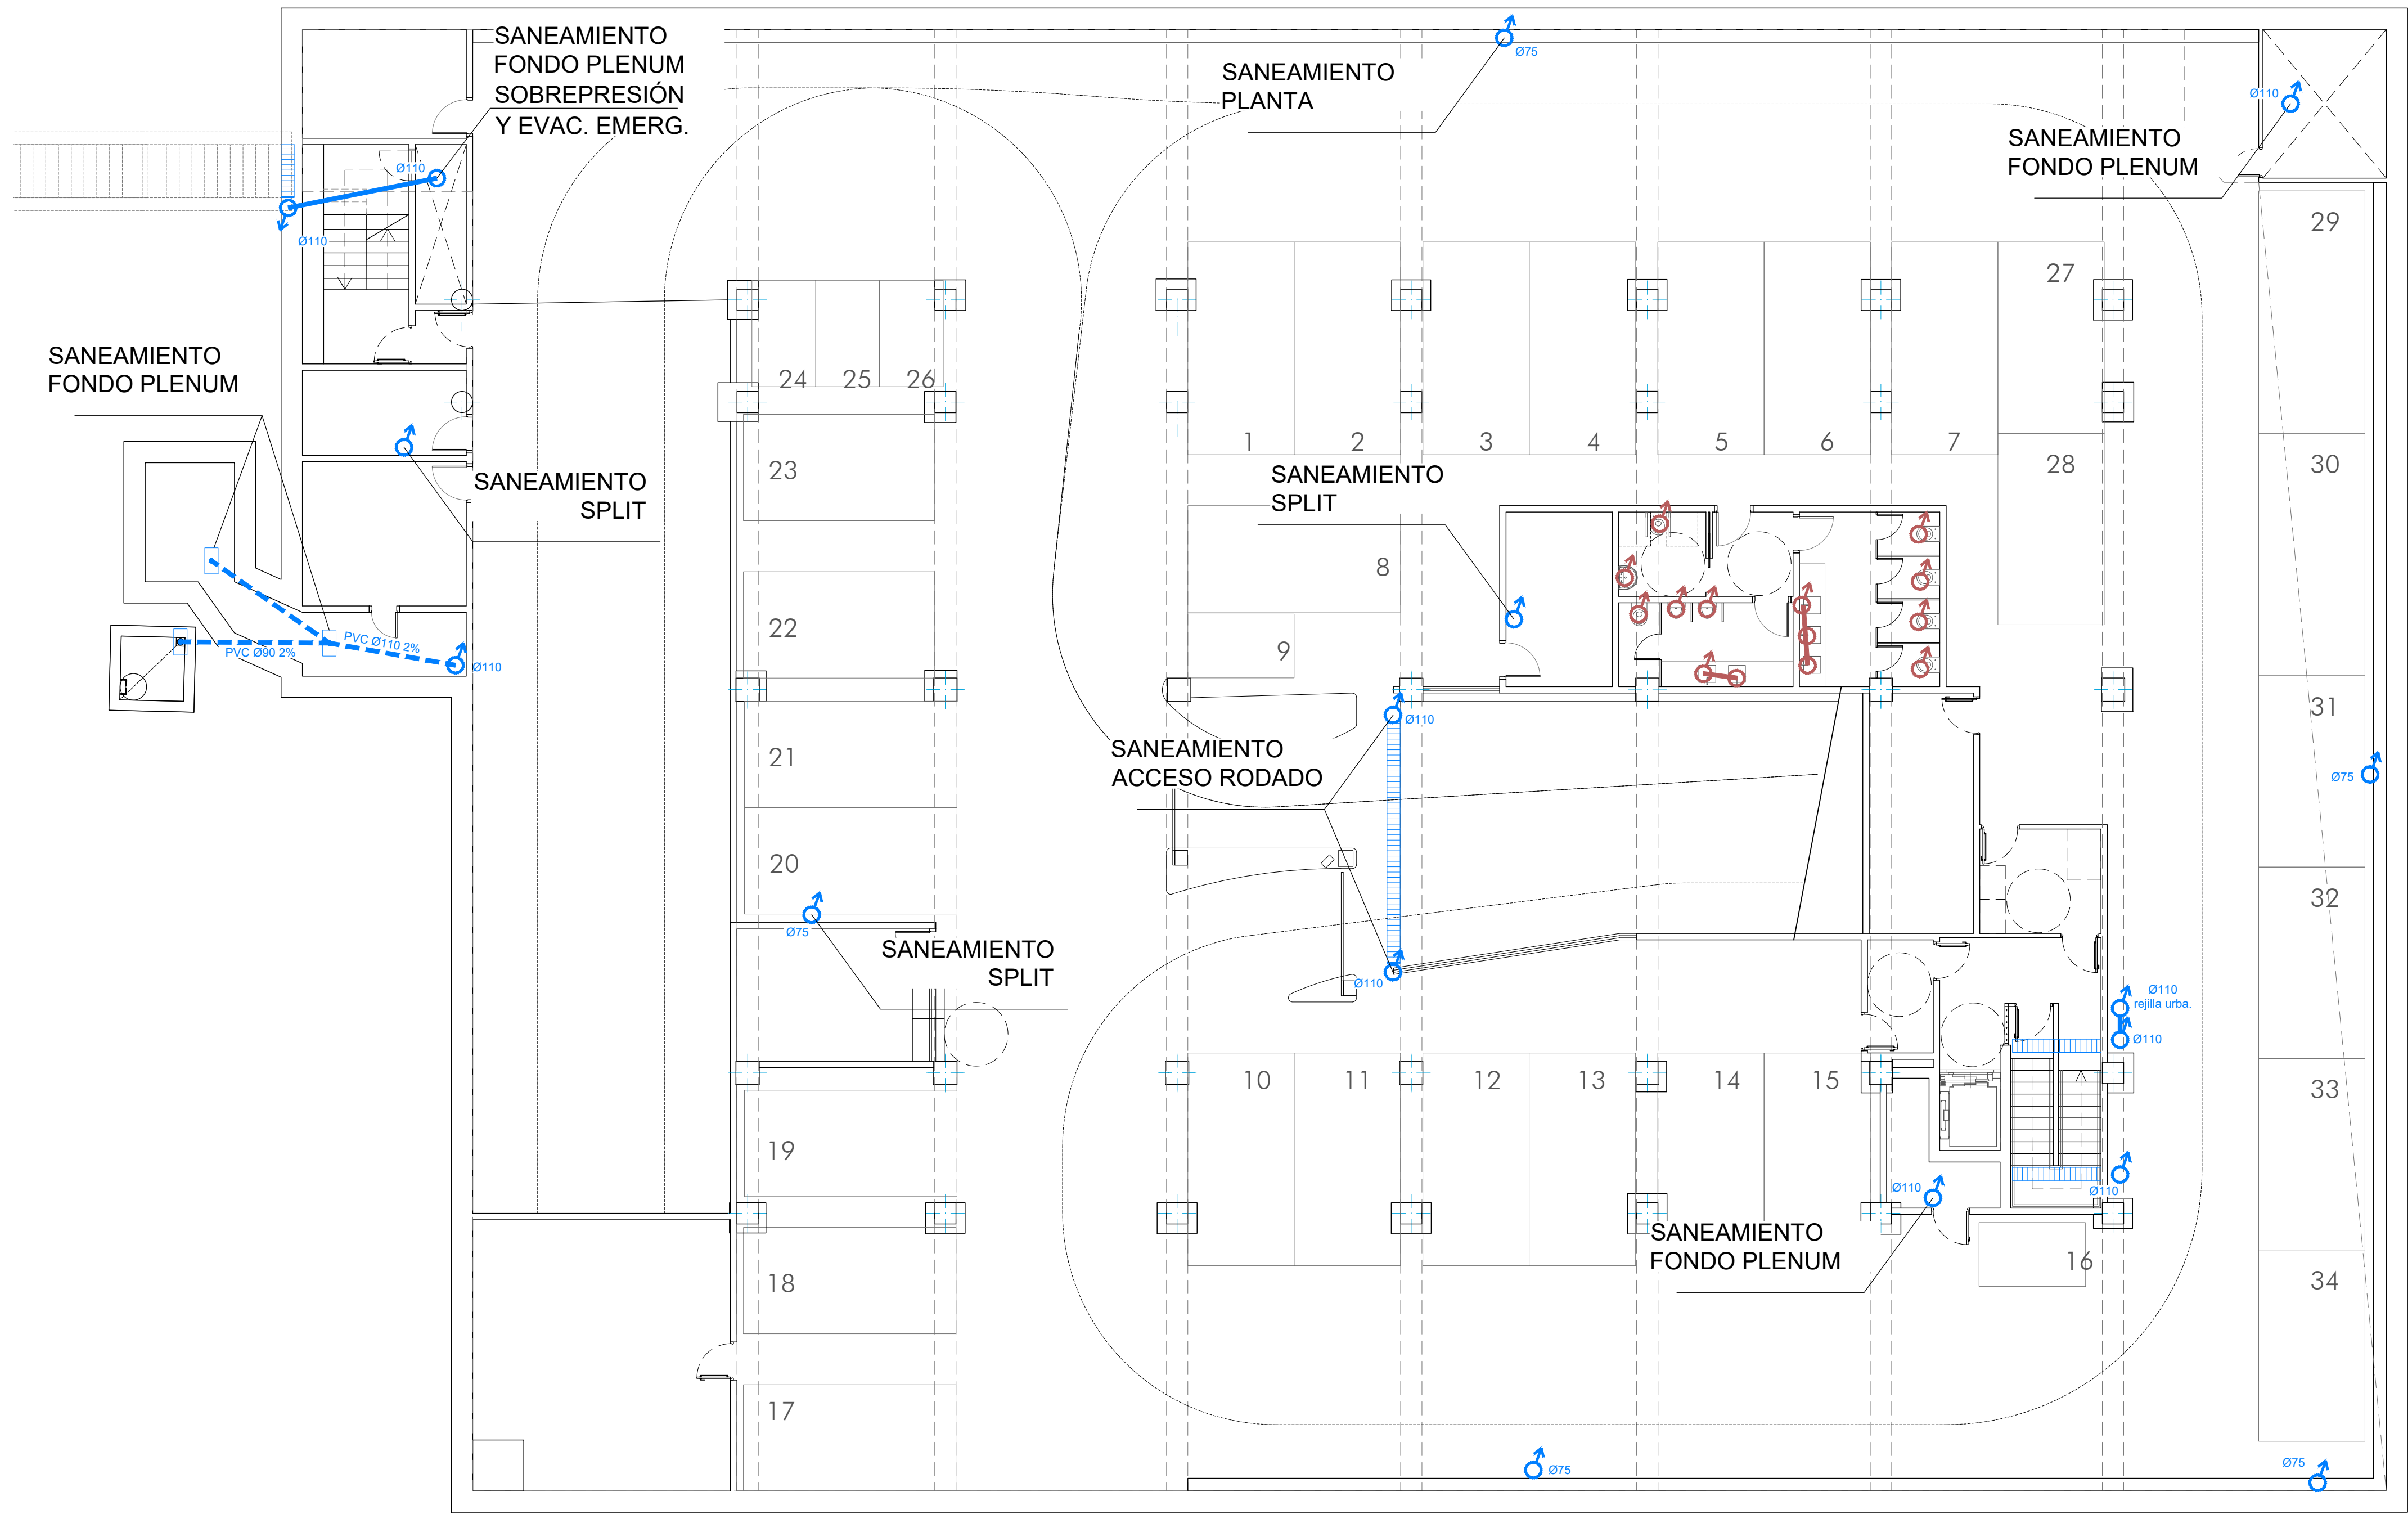 SANEAMIENTO
FONDO PLENUM
SOBREPRESIÓN
Y EVAC. EMERG.
Ø75
SANEAMIENTO
PLANTA
Ø110
SANEAMIENTO
FONDO PLENUM
Ø110
Ø110
29
27
SANEAMIENTO
FONDO PLENUM
24
25
26
1
2
3
4
5
6
7
28
30
23
SANEAMIENTO
SPLIT
SANEAMIENTO
SPLIT
8
22
PVC Ø110 2%
PVC Ø90 2%
Ø110
9
31
Ø110
SANEAMIENTO
ACCESO RODADO
21
Ø75
20
32
Ø75
SANEAMIENTO
SPLIT
Ø110
Ø110
rejilla urba.
Ø110
10
11
12
13
14
15
33
19
Ø110
Ø110
SANEAMIENTO
FONDO PLENUM
16
18
34
17
Ø75
Ø75